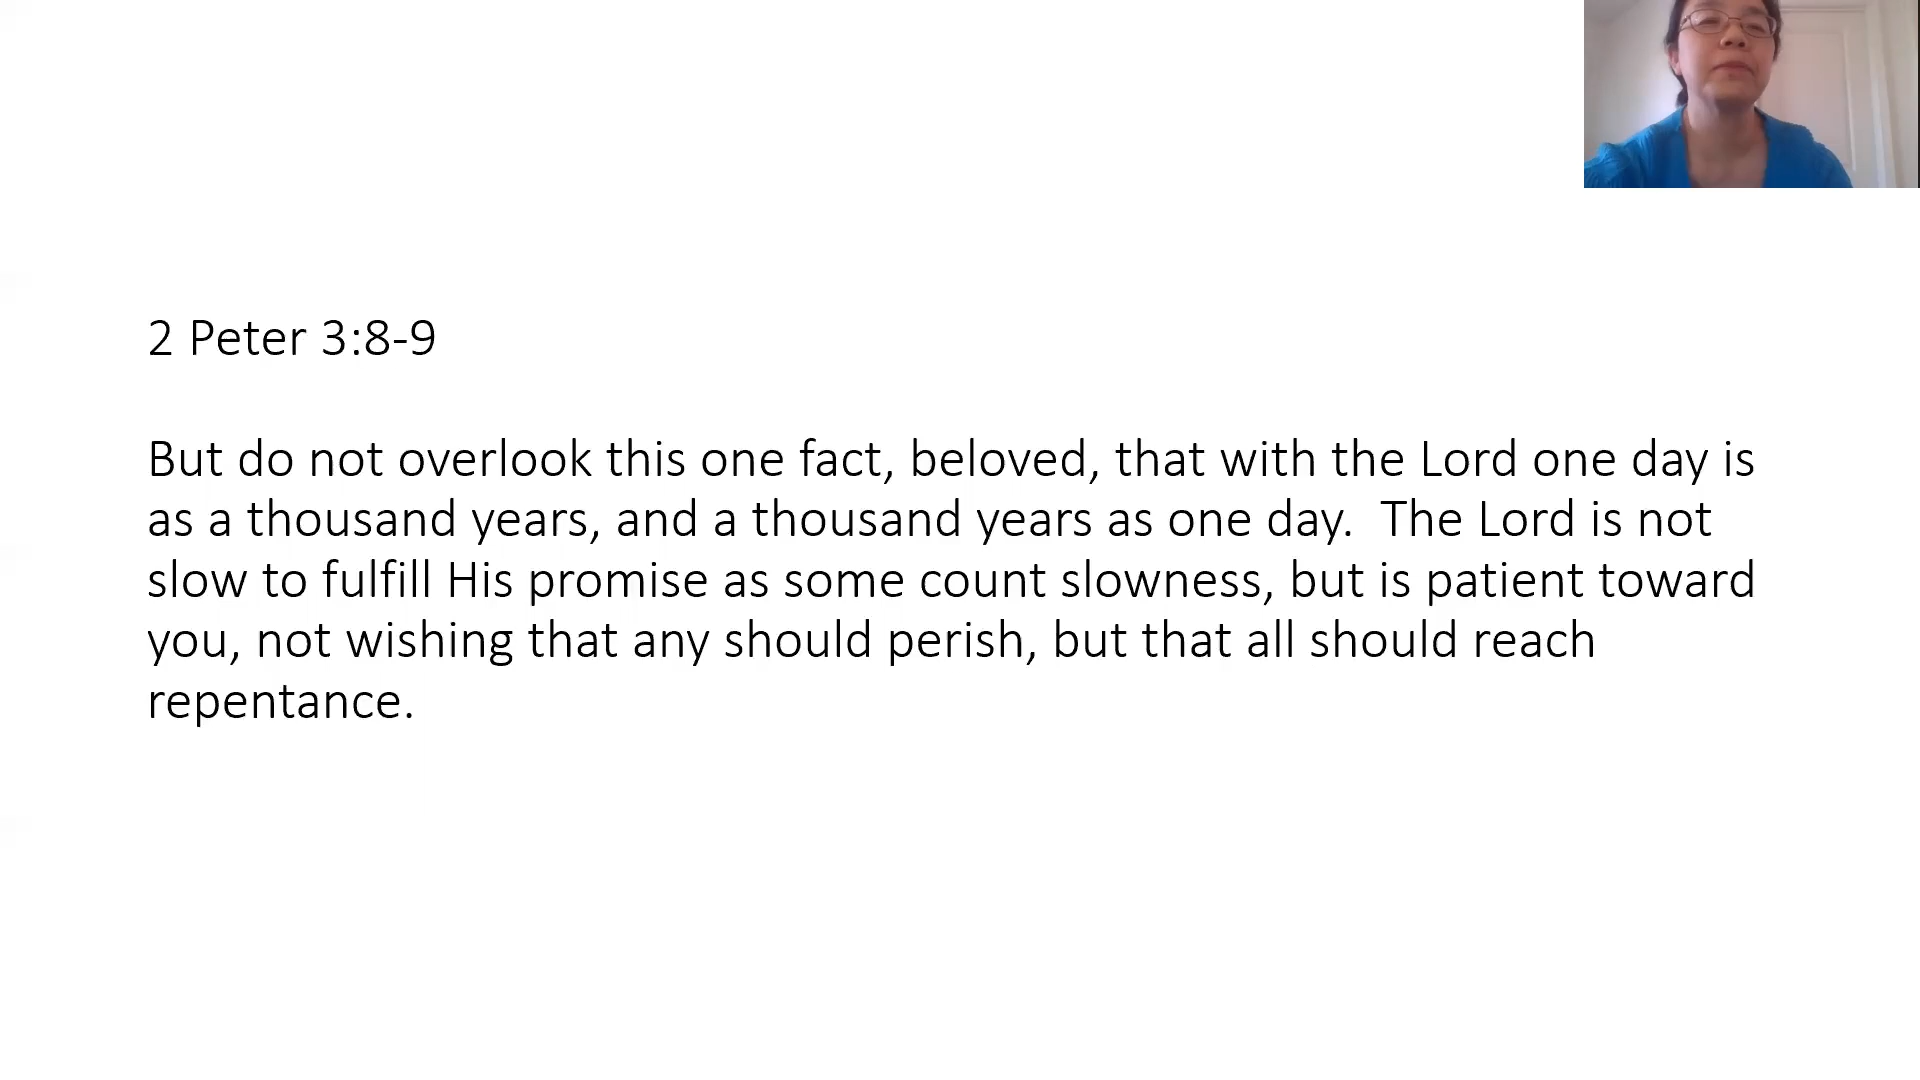 2 Peter 3:8-9
But do not overlook this one fact, beloved, that with the Lord one day is
as a thousand years, and a thousand years as one day.  The Lord is not
slow to fulfill His promise as some count slowness, but is patient toward
you, not wishing that any should perish, but that all should reach
repentance.